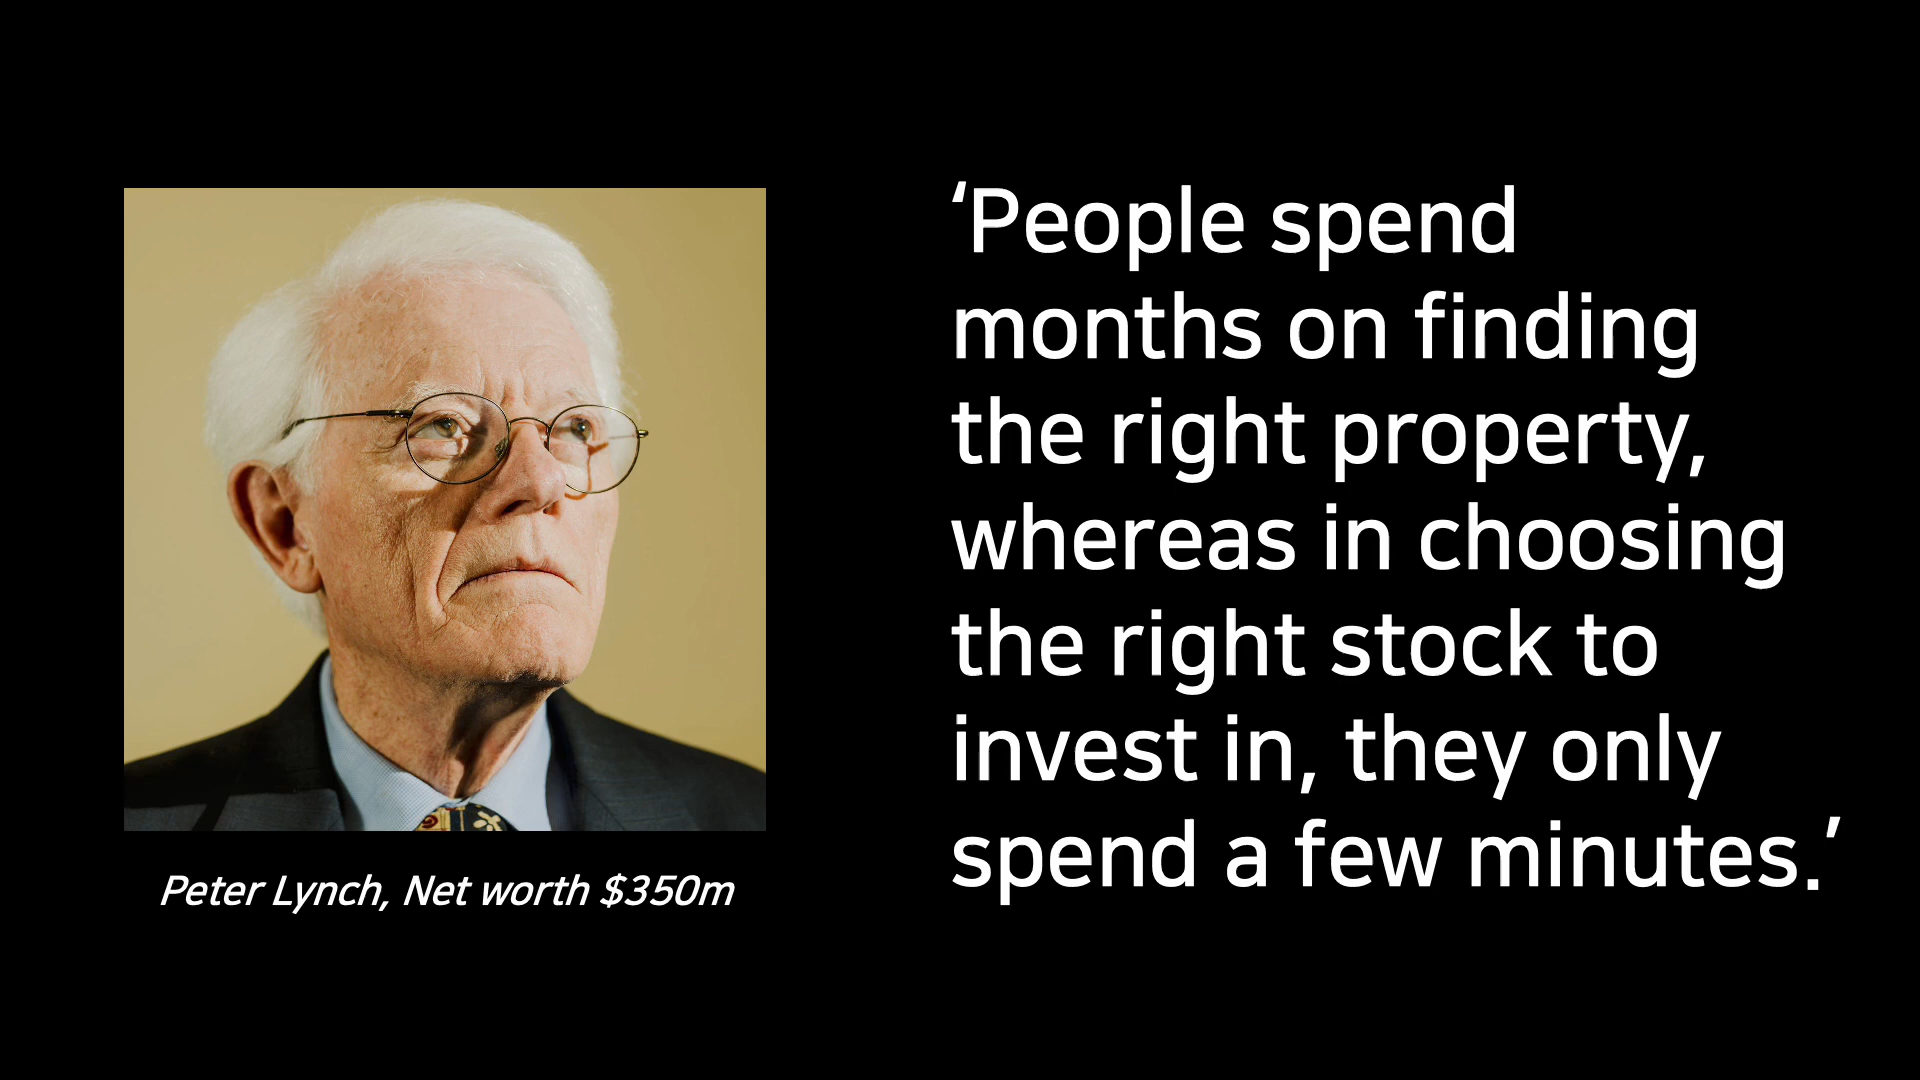 ‘People spend
months on finding
the right property,
whereas in choosing
the right stock to
invest in, they only
spend a few minutes.’
Peter Lynch, Net worth $350m